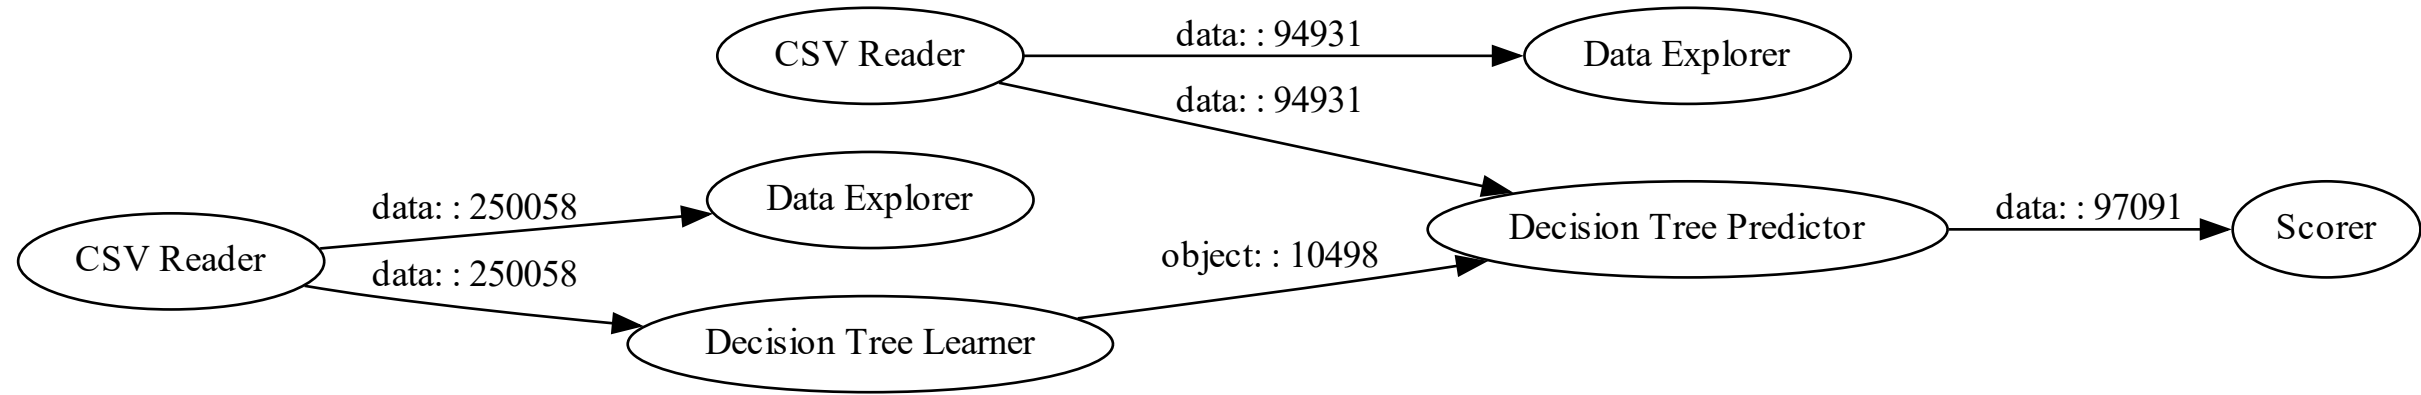 CSV Reader
data: : 94931
Data Explorer
data: : 94931
CSV Reader
data: : 250058
Data Explorer
data: : 250058
Decision Tree Learner
object: : 10498
Decision Tree Predictor
data: : 97091
Scorer